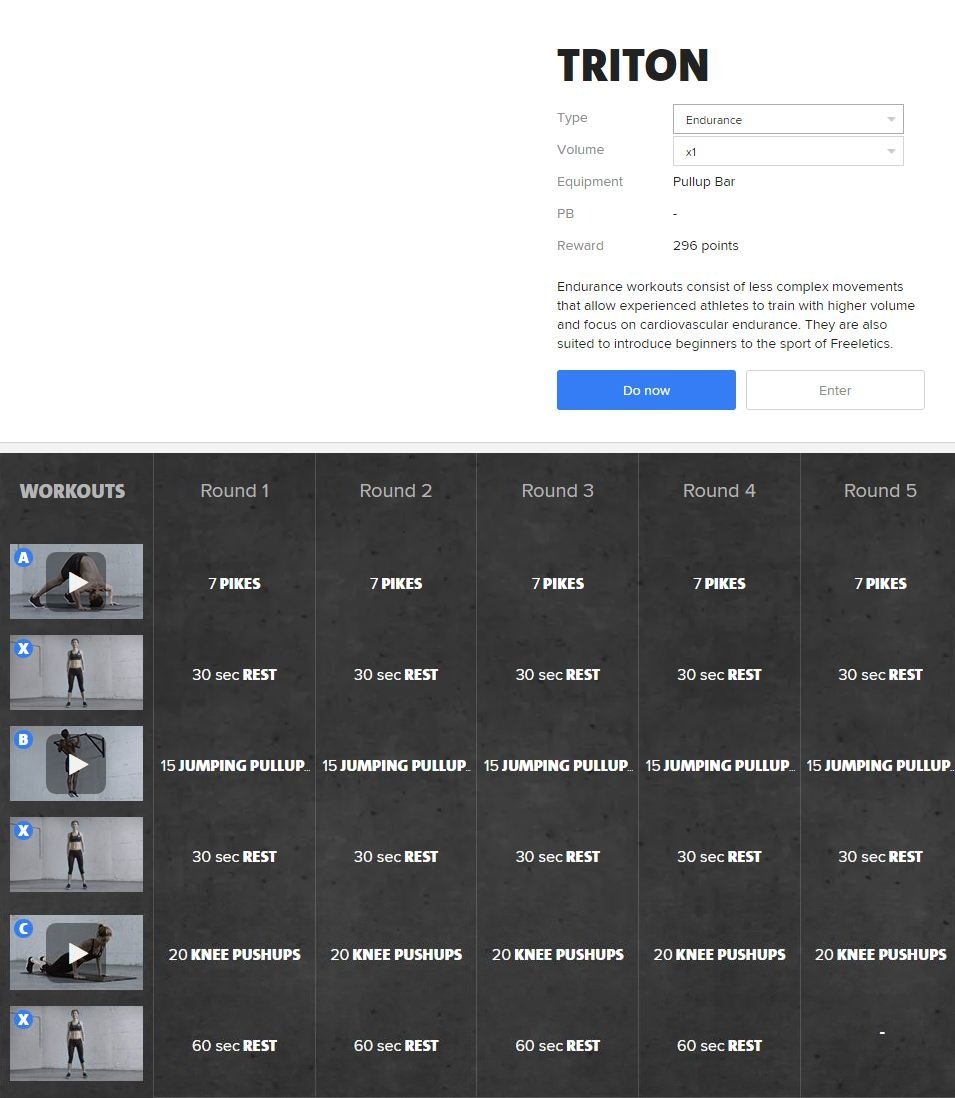 TRITON
Type Endurance
Volume x1
Equipment Pullup Bar
PB -
Reward 296 points
Endurance workouts consist of less complex movements
that allow experienced athletes to train with higher volume
and focus on cardiovascular endurance. They are also
suited to introduce beginners to the sport of Freeletics.
Do now Enter
WORKOUTS Round 1 Round 2 Round 3 Round 4 Round 5
A 7 PIKES 7 PIKES 7 PIKES 7 PIKES 7 PIKES
X 30 sec REST 30 sec REST 30 sec REST 30 sec REST 30 sec REST
B 15 JUMPING PULLUP... 15 JUMPING PULLUP... 15 JUMPING PULLUP... 15 JUMPING PULLUP... 15 JUMPING PULLUP...
X 30 sec REST 30 sec REST 30 sec REST 30 sec REST 30 sec REST
C 20 KNEE PUSHUPS 20 KNEE PUSHUPS 20 KNEE PUSHUPS 20 KNEE PUSHUPS 20 KNEE PUSHUPS
X 60 sec REST 60 sec REST 60 sec REST 60 sec REST -